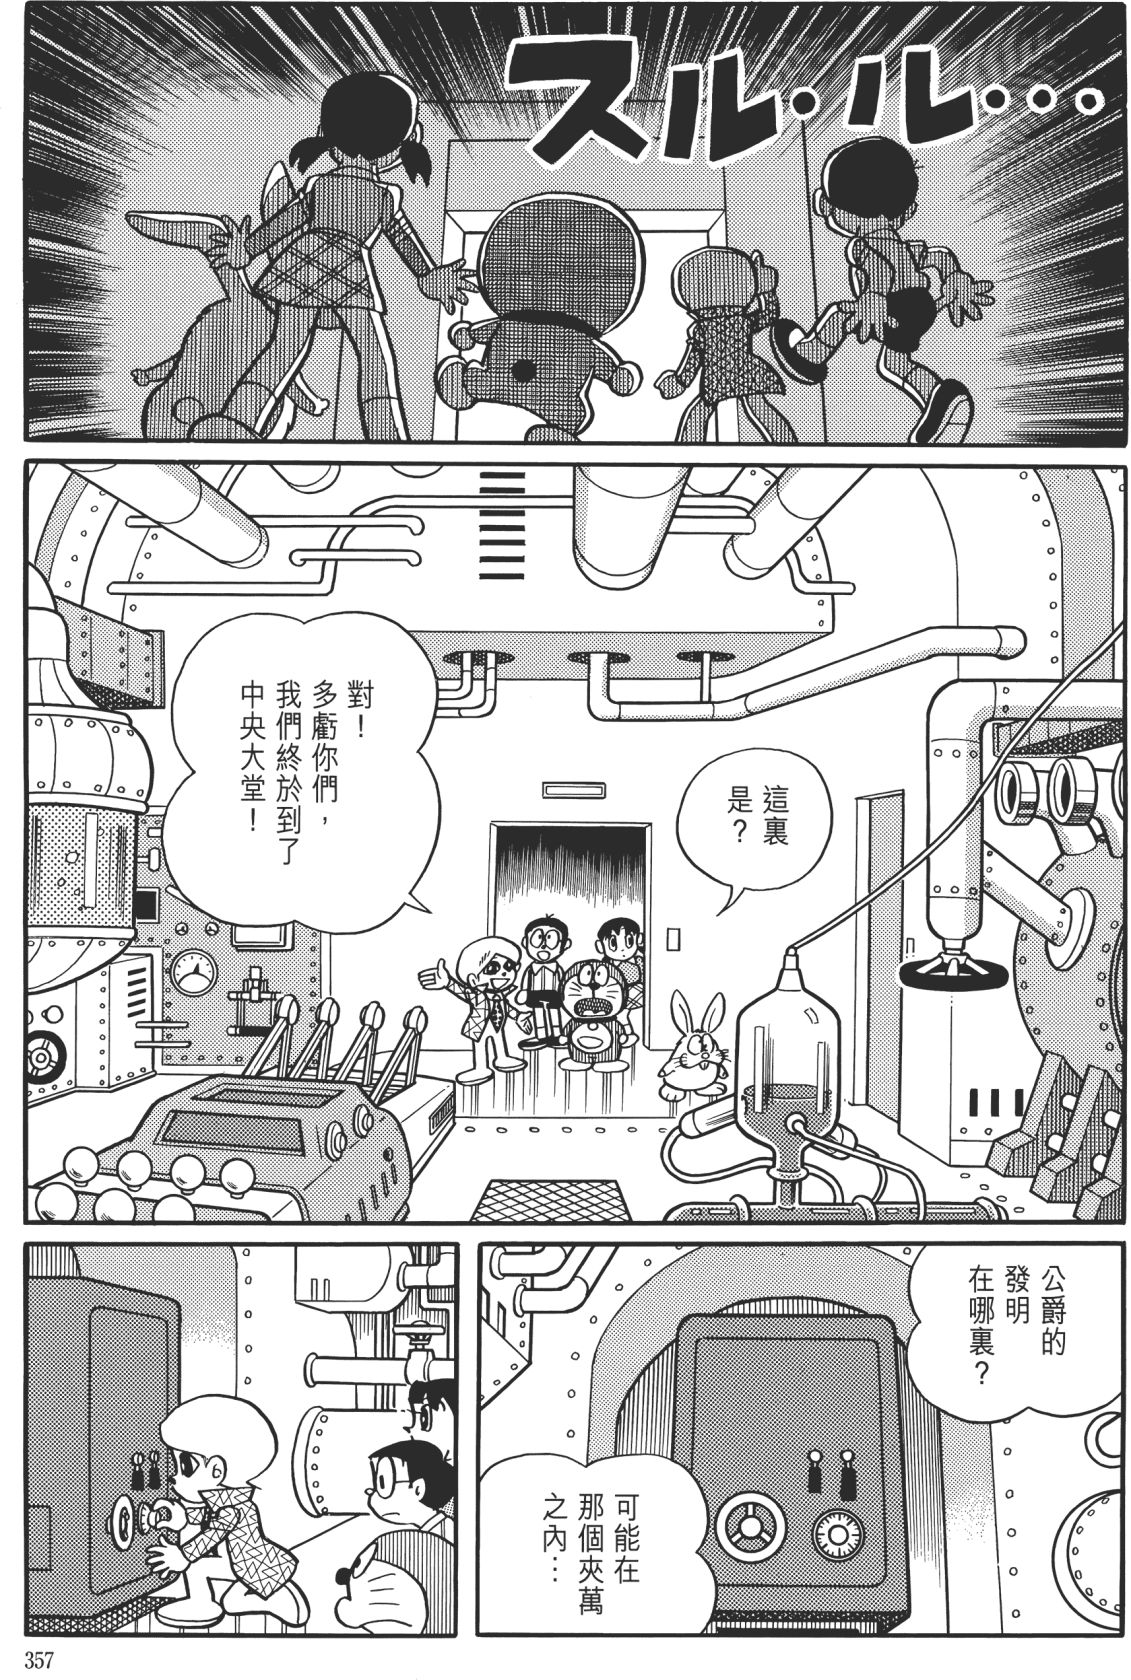 スル・ル・・・
這裏
是？
對！
多虧你們，
我們終於到了
中央大堂！
公爵的
發明
在哪裏？
可能在
那個夾萬
之內…
357